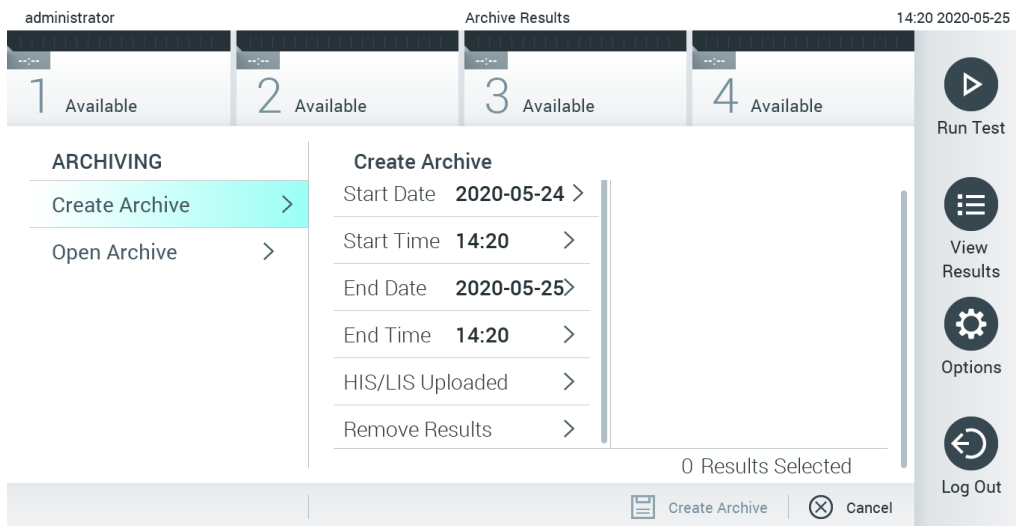 administrator Archive Results 14:20 2020-05-25
--:-- --:-- --:-- --:--
1 Available 2 Available 3 Available 4 Available
Run Test
ARCHIVING
Create Archive
Open Archive
Create Archive
Start Date 2020-05-24
Start Time 14:20
End Date 2020-05-25
End Time 14:20
HIS/LIS Uploaded
Remove Results
0 Results Selected
View
Results
Options
Log Out
Create Archive Cancel